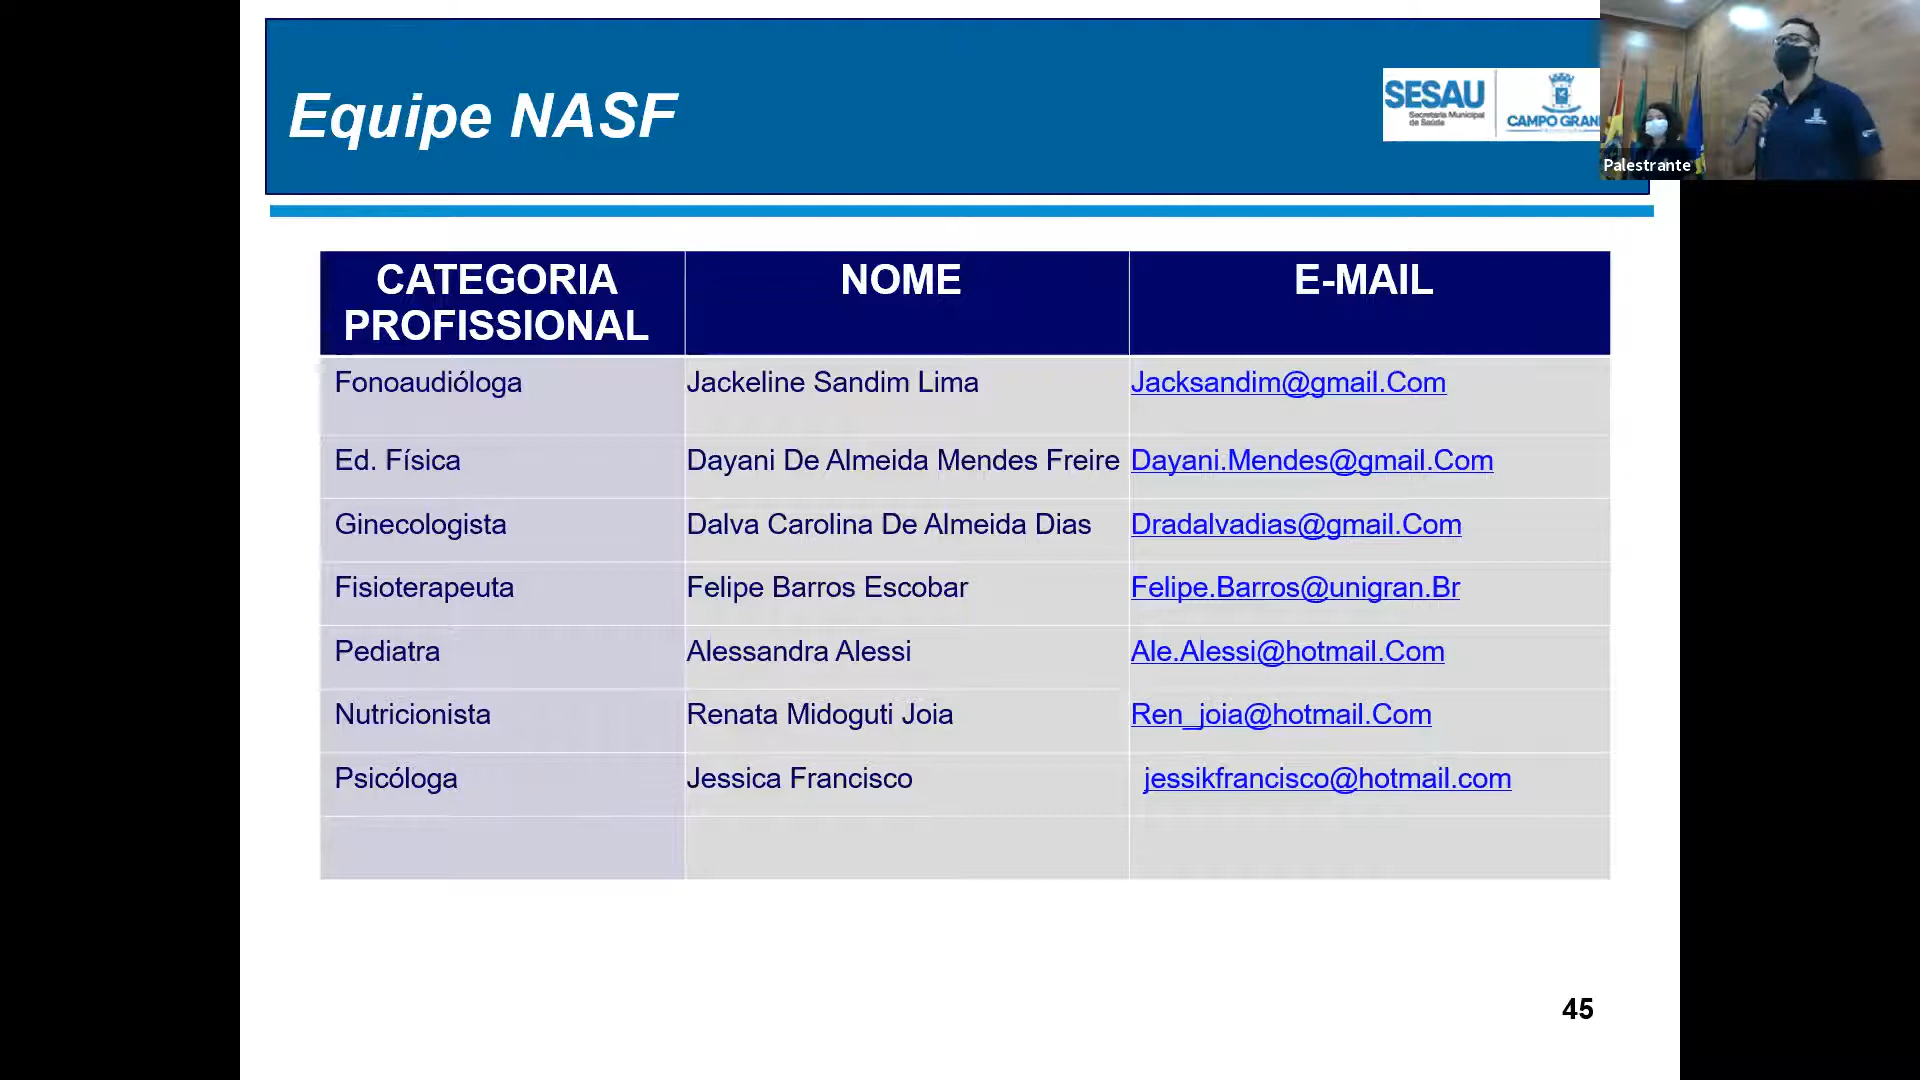 Equipe NASF
SESAU
Secretaria Municipal
de Saúde
CAMPO GRAN
Palestrante
CATEGORIA PROFISSIONAL NOME E-MAIL
Fonoaudióloga Jackeline Sandim Lima Jacksandim@gmail.Com
Ed. Física Dayani De Almeida Mendes Freire Dayani.Mendes@gmail.Com
Ginecologista Dalva Carolina De Almeida Dias Dradalvadias@gmail.Com
Fisioterapeuta Felipe Barros Escobar Felipe.Barros@unigran.Br
Pediatra Alessandra Alessi Ale.Alessi@hotmail.Com
Nutricionista Renata Midoguti Joia Ren_joia@hotmail.Com
Psicóloga Jessica Francisco jessikfrancisco@hotmail.com
45